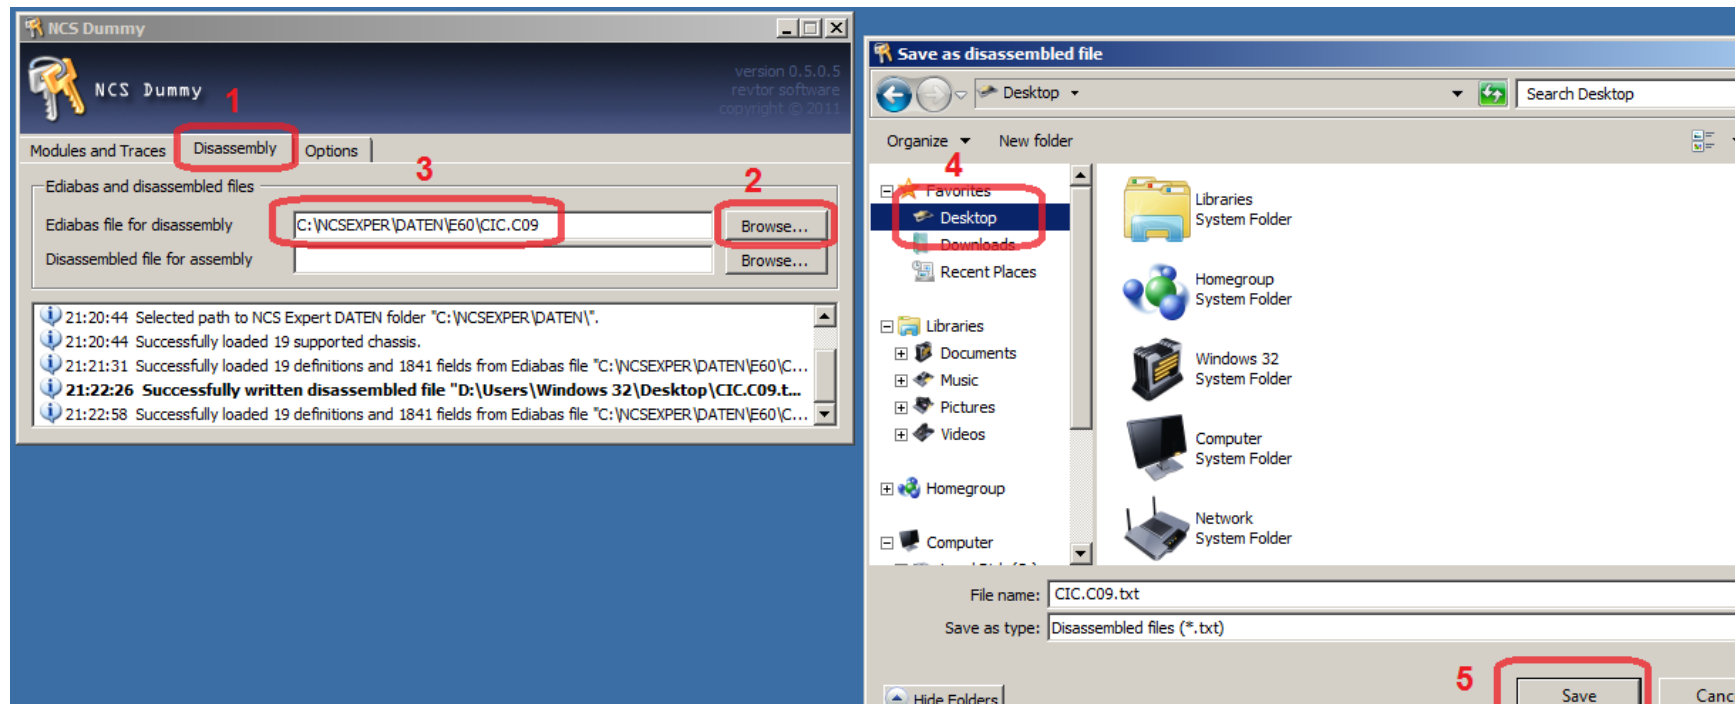 NCS Dummy
NCS Dummy
version 0.5.0.5
revtor software
copyright © 2011
1
Modules and Traces
Disassembly
Options
3
2
Ediabas and disassembled files
Ediabas file for disassembly
C:\NCSEXPER\DATEN\E60\CIC.C09
Browse...
Disassembled file for assembly
Browse...
21:20:44 Selected path to NCS Expert DATEN folder "C:\NCSEXPER\DATEN\".
21:20:44 Successfully loaded 19 supported chassis.
21:21:31 Successfully loaded 19 definitions and 1841 fields from Ediabas file "C:\NCSEXPER\DATEN\E60\C...
21:22:26 Successfully written disassembled file "D:\Users\Windows 32\Desktop\CIC.C09.t...
21:22:58 Successfully loaded 19 definitions and 1841 fields from Ediabas file "C:\NCSEXPER\DATEN\E60\C...
Save as disassembled file
Desktop
Search Desktop
Organize
New folder
4
Favorites
Desktop
Downloads
Recent Places
Libraries
Documents
Music
Pictures
Videos
Homegroup
Computer
Libraries
System Folder
Homegroup
System Folder
Windows 32
System Folder
Computer
System Folder
Network
System Folder
File name:
CIC.C09.txt
Save as type:
Disassembled files (*.txt)
5
Hide Folders
Save
Canc